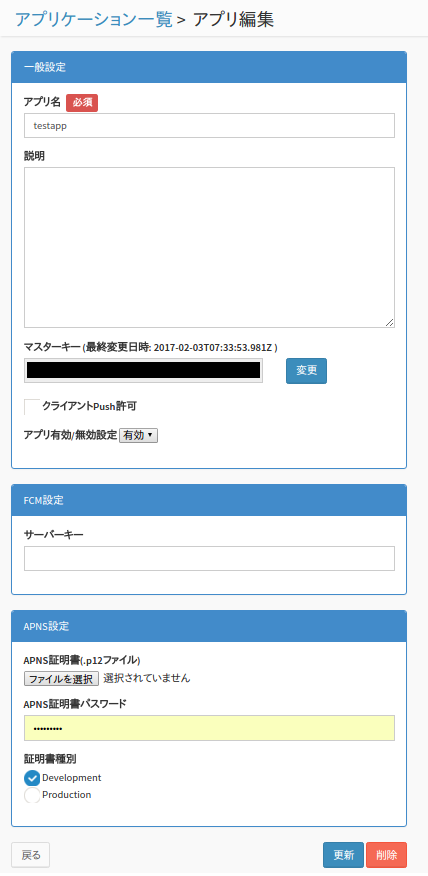 アプリケーション一覧 > アプリ編集
一般設定
アプリ名 必須
testapp
説明
マスターキー (最終変更日時: 2017-02-03T07:33:53.981Z )
変更
クライアントPush許可
アプリ有効/無効設定 有効
FCM設定
サーバーキー
APNS設定
APNS証明書(.p12ファイル)
ファイルを選択 選択されていません
APNS証明書パスワード
•••••••••
証明書種別
Development
Production
戻る 更新 削除